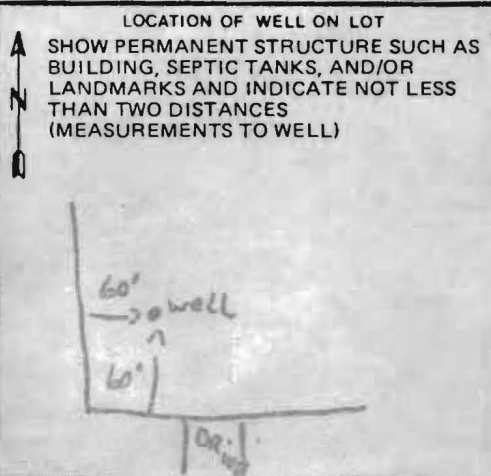 LOCATION OF WELL ON LOT
SHOW PERMANENT STRUCTURE SUCH AS
BUILDING, SEPTIC TANKS, AND/OR
LANDMARKS AND INDICATE NOT LESS
THAN TWO DISTANCES
(MEASUREMENTS TO WELL)
N
60'
well
60'